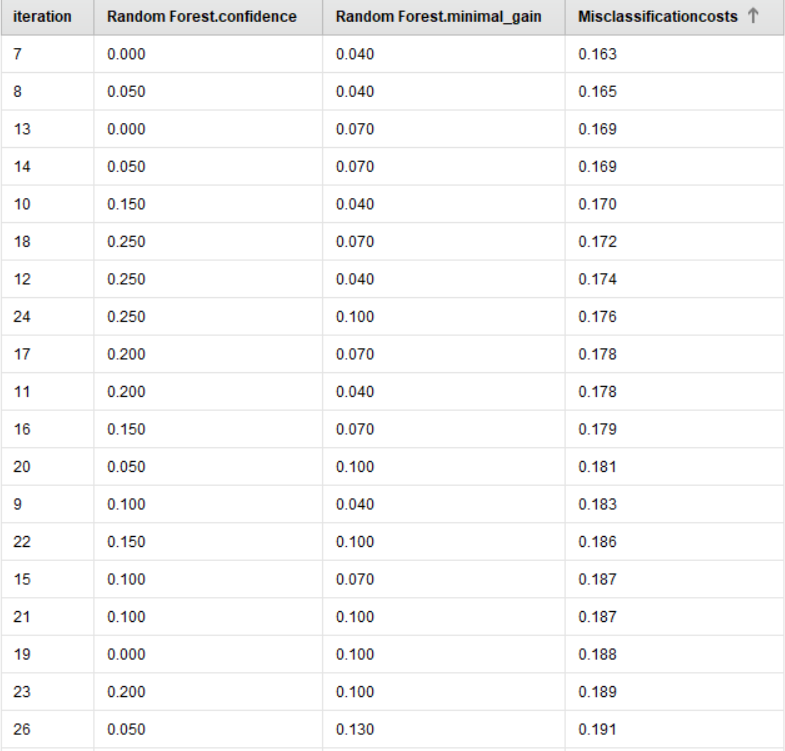 iteration Random Forest.confidence Random Forest.minimal_gain Misclassificationcosts ↑
7 0.000 0.040 0.163
8 0.050 0.040 0.165
13 0.000 0.070 0.169
14 0.050 0.070 0.169
10 0.150 0.040 0.170
18 0.250 0.070 0.172
12 0.250 0.040 0.174
24 0.250 0.100 0.176
17 0.200 0.070 0.178
11 0.200 0.040 0.178
16 0.150 0.070 0.179
20 0.050 0.100 0.181
9 0.100 0.040 0.183
22 0.150 0.100 0.186
15 0.100 0.070 0.187
21 0.100 0.100 0.187
19 0.000 0.100 0.188
23 0.200 0.100 0.189
26 0.050 0.130 0.191